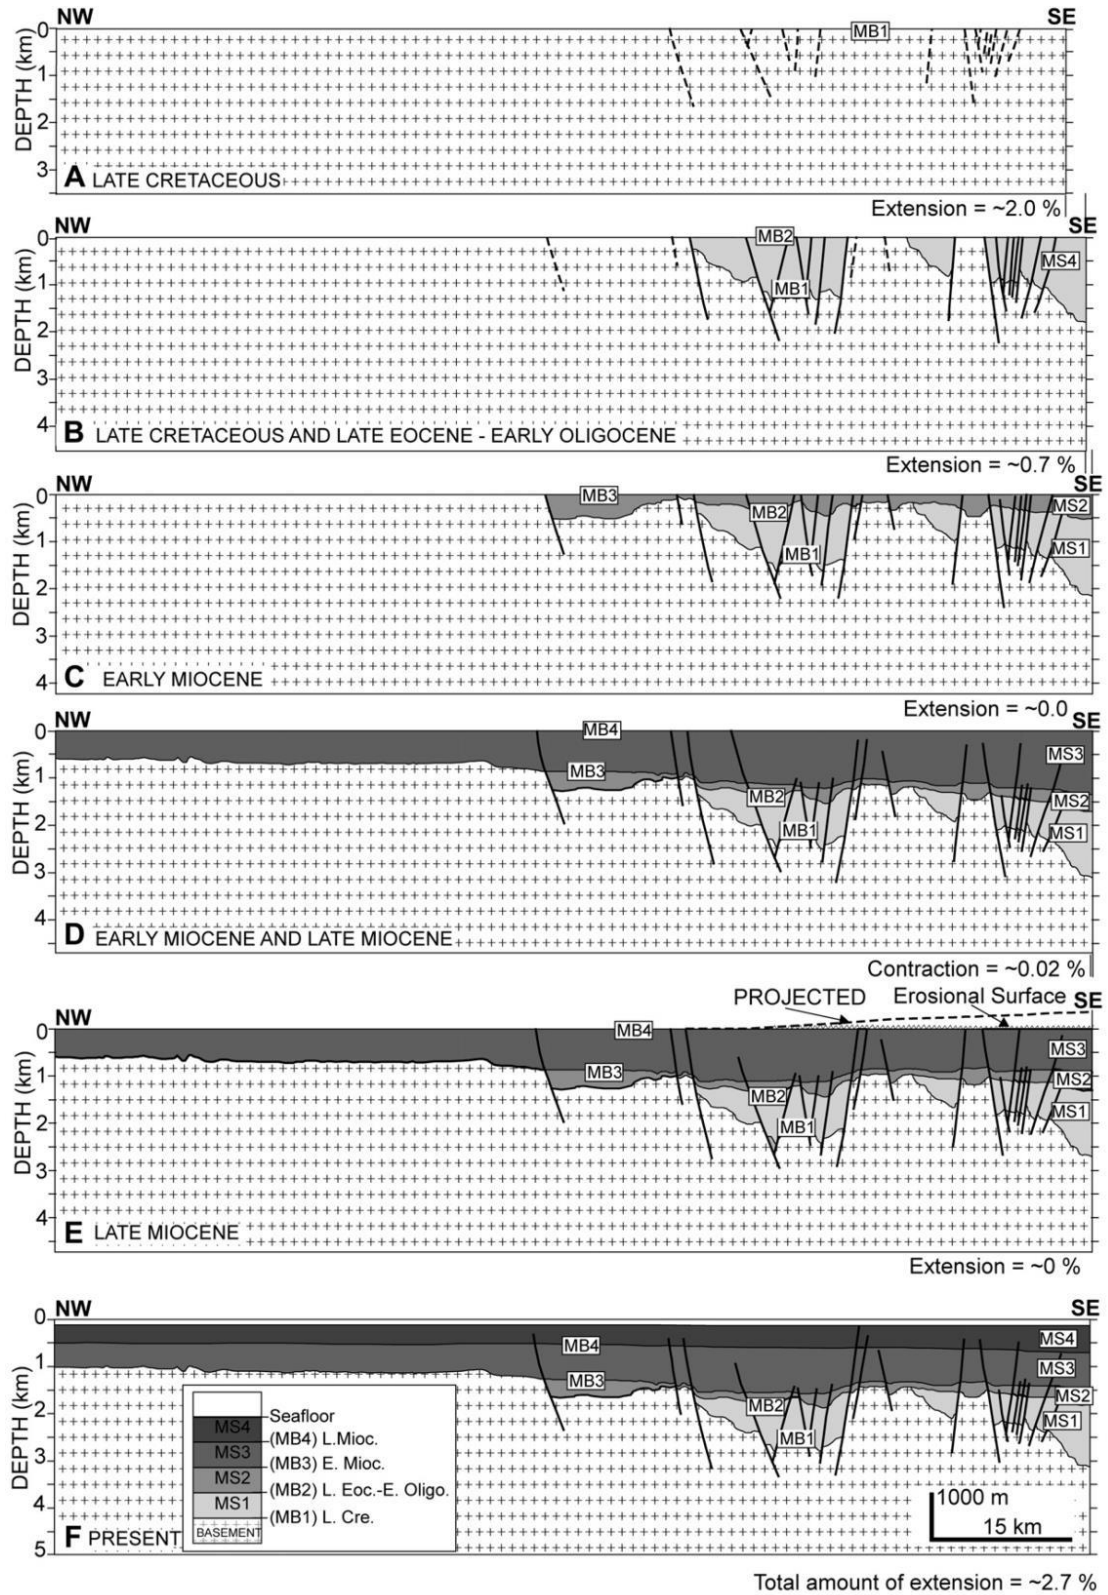 NW SE
DEPTH (km)
0
MB1
1
2
3
A LATE CRETACEOUS
Extension = ~2.0 %
NW SE
DEPTH (km)
0
MB2
MS4
1
MB1
2
3
4
B LATE CRETACEOUS AND LATE EOCENE - EARLY OLIGOCENE
Extension = ~0.7 %
NW SE
DEPTH (km)
0
MB3
MB2
MS2
1
MB1
MS1
2
3
4
C EARLY MIOCENE
Extension = ~0.0
NW SE
DEPTH (km)
0
MB4
MS3
1
MB3
MB2
MS2
2
MB1
MS1
3
4
D EARLY MIOCENE AND LATE MIOCENE
Contraction = ~0.02 %
PROJECTED
Erosional Surface
NW SE
DEPTH (km)
0
MB4
MS3
1
MB3
MS2
MB2
MS1
2
MB1
3
4
E LATE MIOCENE
Extension = ~0 %
NW SE
DEPTH (km)
0
MB4
MS4
1
MS3
MB3
MS2
MB2
2
MS1
MB1
3
4
5
Seafloor
MS4
(MB4) L.Mioc.
MS3
(MB3) E. Mioc.
MS2
(MB2) L. Eoc.-E. Oligo.
MS1
(MB1) L. Cre.
BASEMENT
1000 m
15 km
F PRESENT
Total amount of extension = ~2.7 %